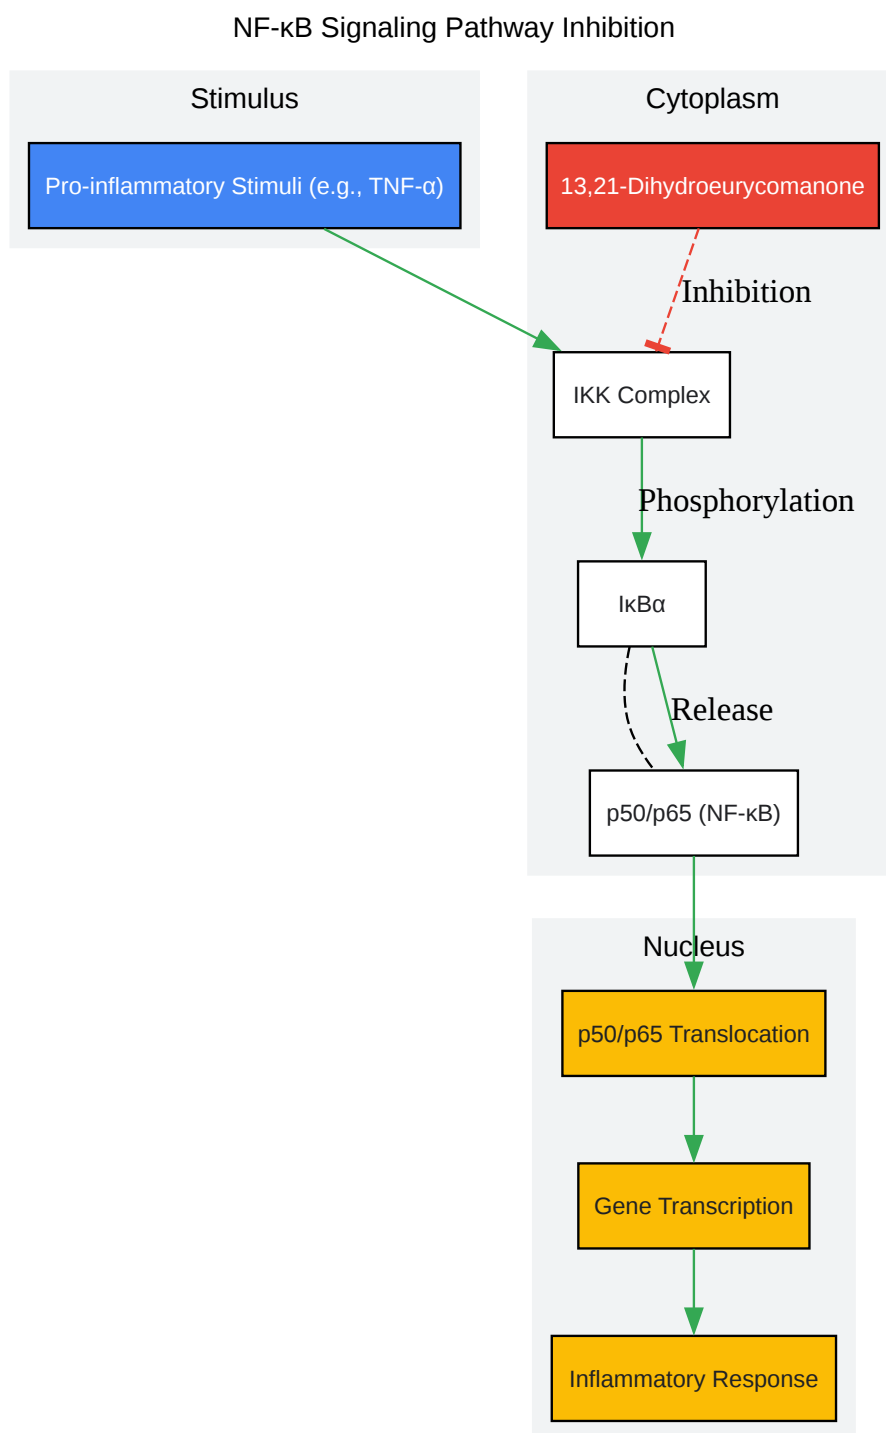 NF-κB Signaling Pathway Inhibition
Stimulus
Cytoplasm
Pro-inflammatory Stimuli (e.g., TNF-α)
13,21-Dihydroeurycomanone
Inhibition
IKK Complex
Phosphorylation
IκBα
Release
p50/p65 (NF-κB)
Nucleus
p50/p65 Translocation
Gene Transcription
Inflammatory Response